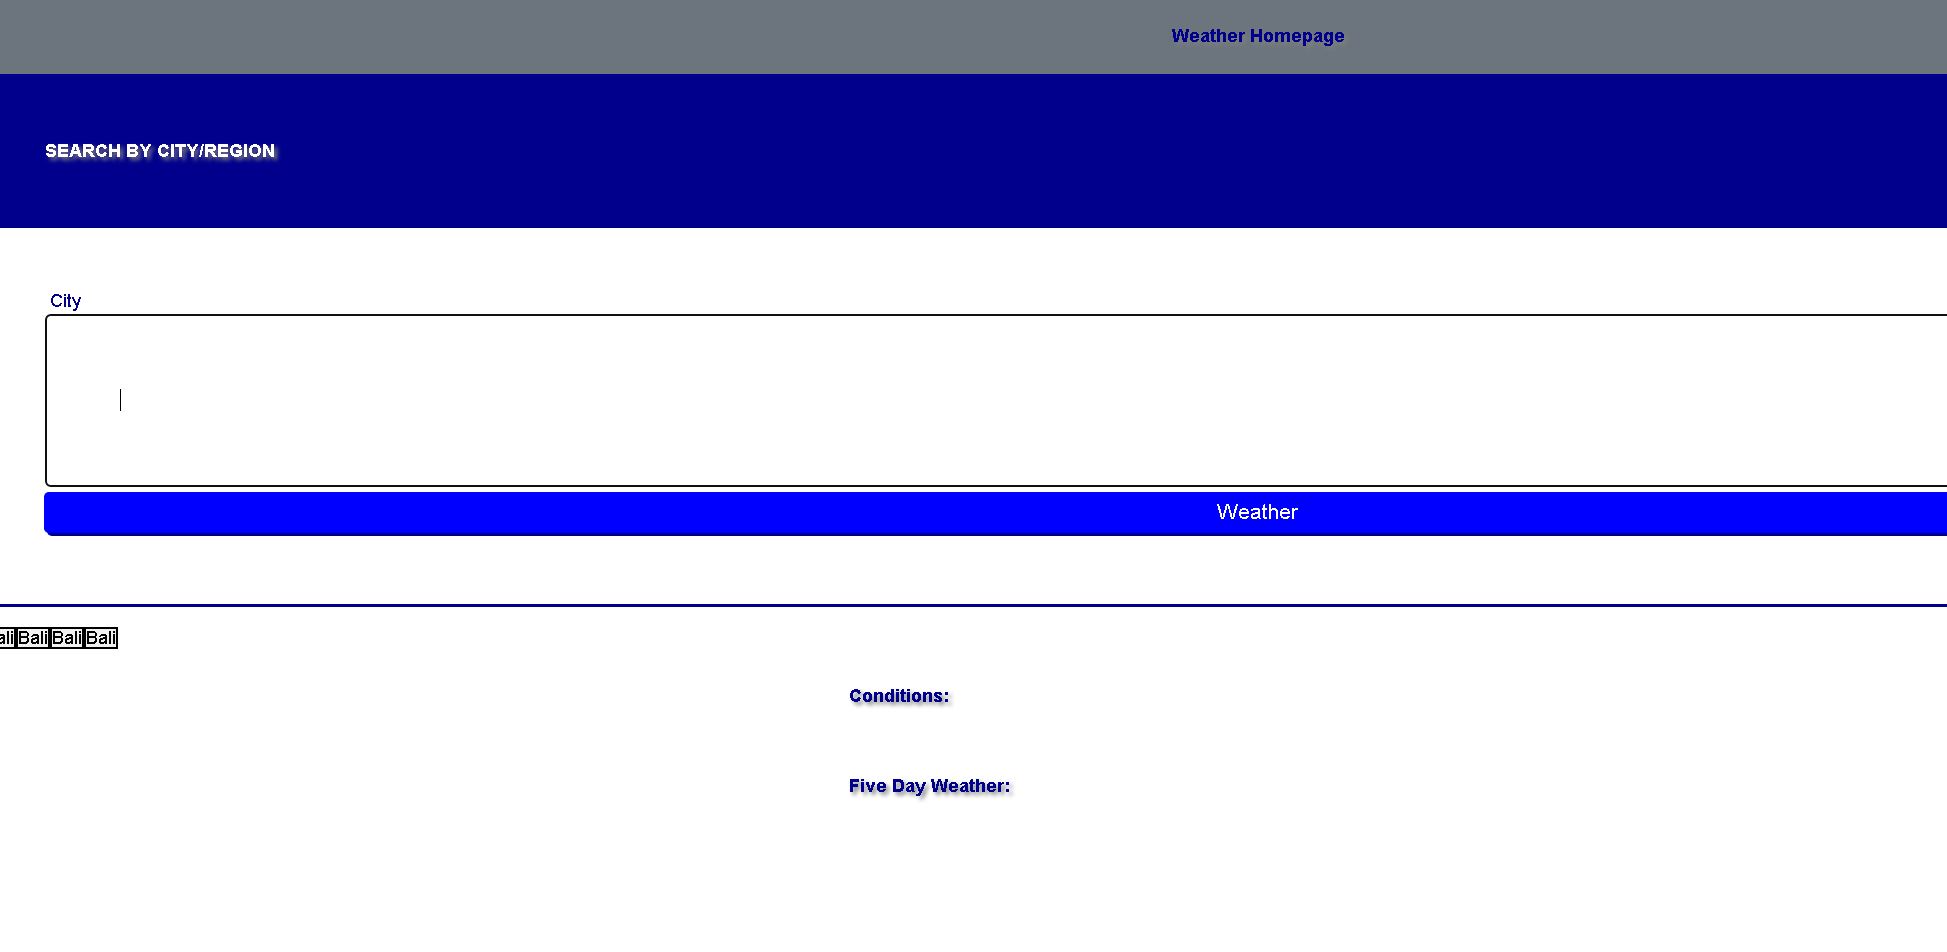 Weather Homepage
SEARCH BY CITY/REGION
City
Weather
ali Bali Bali Bali
Conditions:
Five Day Weather: